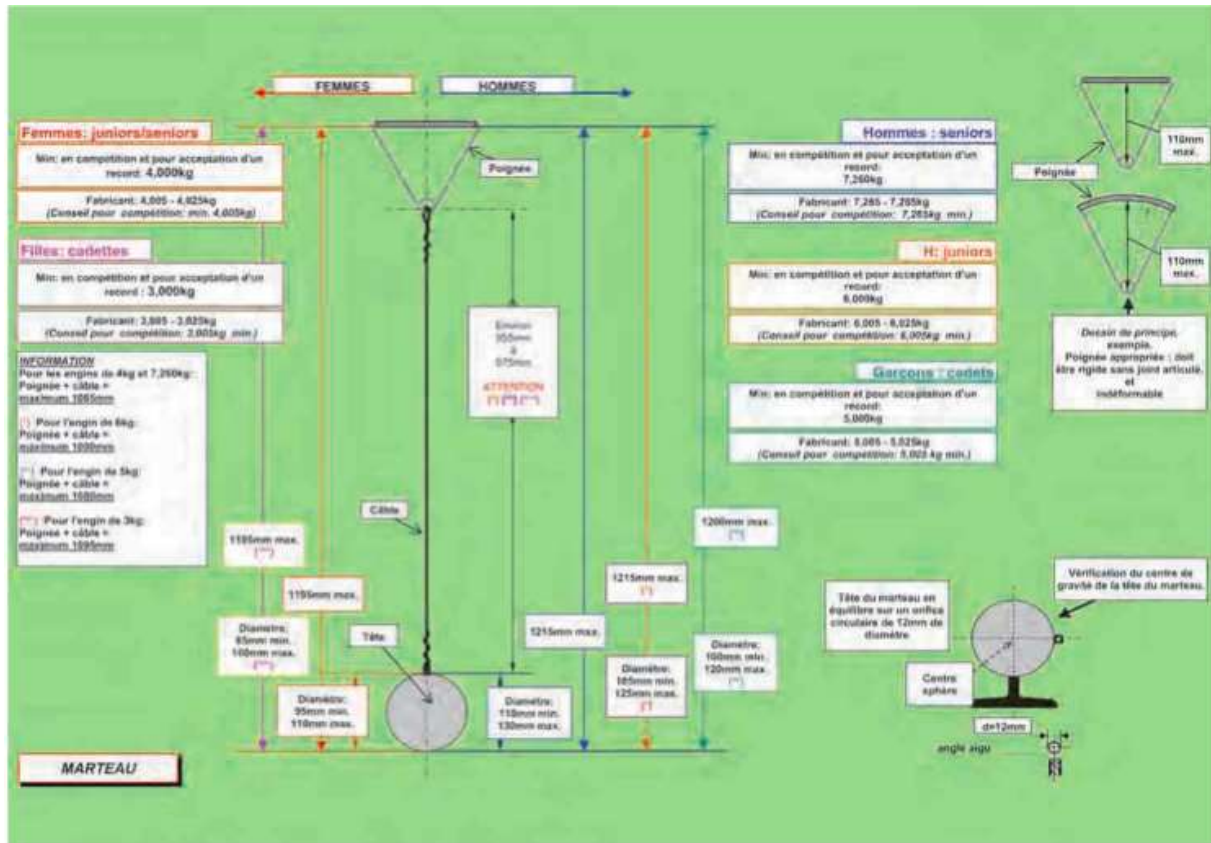 FEMMES
HOMMES
Femmes: juniors/seniors
Min: en compétition et pour acceptation d'un
record: 4,000kg
Fabricant: 4,005 - 4,025kg
(Conseil pour compétition: min. 4,005kg)
Filles: cadettes
Min: en compétition et pour acceptation d'un
record : 3,000kg
Fabricant: 3,005 - 3,025kg
(Conseil pour compétition: 3,005kg min.)
INFORMATION
Pour les engins de 4kg et 7,260kg:
Poignée + câble =
maximum 1085mm
(*) Pour l'engin de 6kg:
Poignée + câble =
maximum
(**) Pour l'engin de 5kg:
Poignée + câble =
maximum
(***) Pour l'engin de 3kg:
Poignée + câble =
maximum
Poignée
Environ
à
975mm
ATTENTION
(*) (**) (***)
Câble
Tête
1195mm max.
(***)
1195mm max.
Diamètre:
85mm min.
100mm max.
(***)
Diamètre:
95mm min.
110mm max.
Diamètre:
110mm min.
130mm max.
1215mm max.
1215mm max.
(*)
Diamètre:
105mm min.
125mm max.
(*)
1200mm max.
(**)
Diamètre:
100mm min.
120mm max.
(**)
Hommes : seniors
Min: en compétition et pour acceptation d'un
record:
7,260kg
Fabricant: 7,265 - 7,285kg
(Conseil pour compétition: 7,265kg min.)
H: juniors
Min: en compétition et pour acceptation d'un
record:
6,000kg
Fabricant: 6,005 - 6,025kg
(Conseil pour compétition: 6,005kg min.)
Garçons : cadets
Min: en compétition et pour acceptation d'un
record:
5,000kg
Fabricant: 5,005 - 5,025kg
(Conseil pour compétition: 5,005 kg min.)
110mm
max.
Poignée
110mm
max.
Dessin de principe,
exemple.
Poignée appropriée : doit
être rigide sans joint articulé,
et
indéformable
Vérification du centre de
gravité de la tête du marteau.
Tête du marteau en
équilibre sur un orifice
circulaire de 12mm de
diamètre
Centre
sphère
d=12mm
angle aigu
MARTEAU